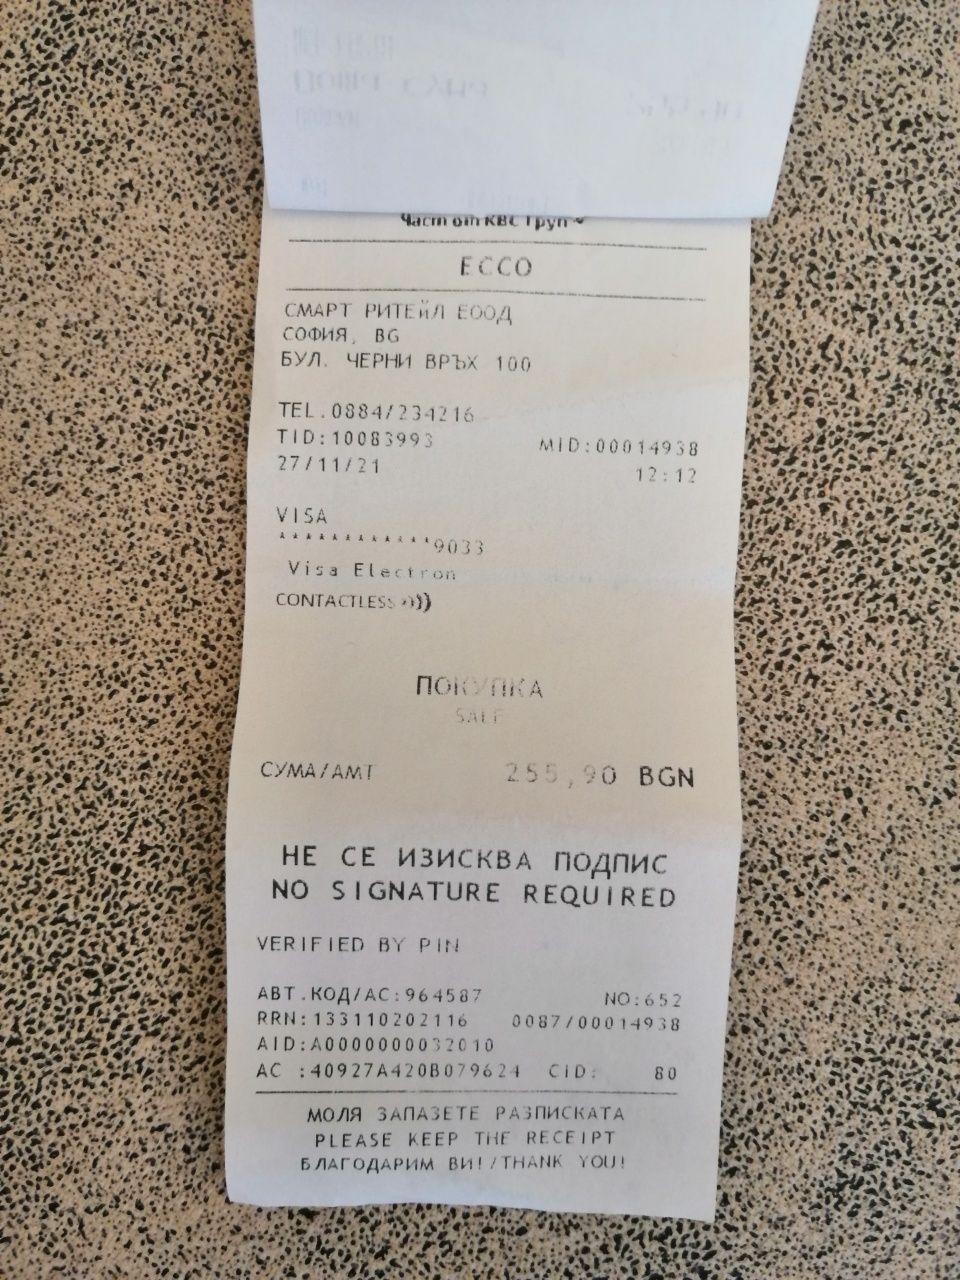 Част от КВС Груп
ECCO
СМАРТ РИТЕЙЛ ЕООД
СОФИЯ, BG
БУЛ. ЧЕРНИ ВРЪХ 100
TEL.0884/234216
TID:10083993 MID:00014938
27/11/21 12:12
VISA
************9033
Visa Electron
CONTACTLESS )))
ПОКУПКА
SALE
СУМА/AMT 255,90 BGN
НЕ СЕ ИЗИСКВА ПОДПИС
NO SIGNATURE REQUIRED
VERIFIED BY PIN
АВТ.КОД/AC:964587 NO:652
RRN:133110202116 0087/00014938
AID:A0000000032010
AC :40927A420B079624 CID: 80
МОЛЯ ЗАПАЗЕТЕ РАЗПИСКАТА
PLEASE KEEP THE RECEIPT
БЛАГОДАРИМ ВИ!/THANK YOU!